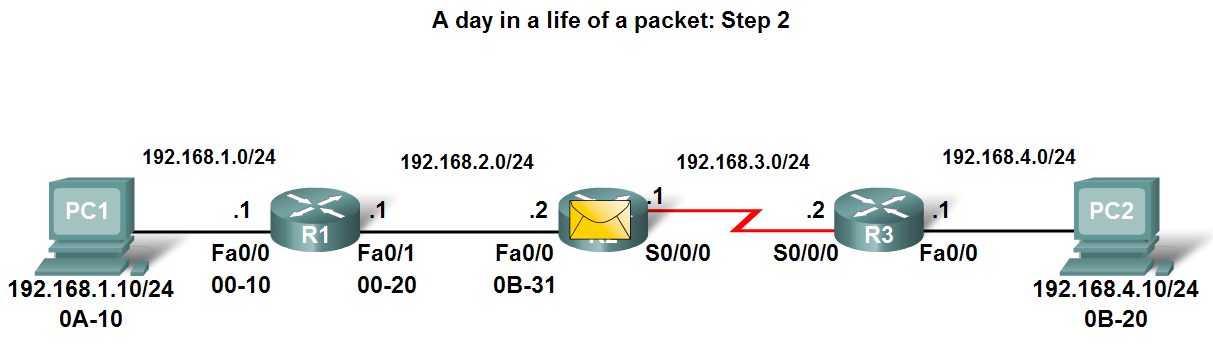 A day in a life of a packet: Step 2
192.168.1.0/24
192.168.2.0/24
192.168.3.0/24
192.168.4.0/24
PC1
.1
R1
.1
.2
.1
.2
R3
.1
PC2
Fa0/0
Fa0/1
Fa0/0
S0/0/0
S0/0/0
Fa0/0
00-10
00-20
0B-31
192.168.1.10/24
0A-10
192.168.4.10/24
0B-20